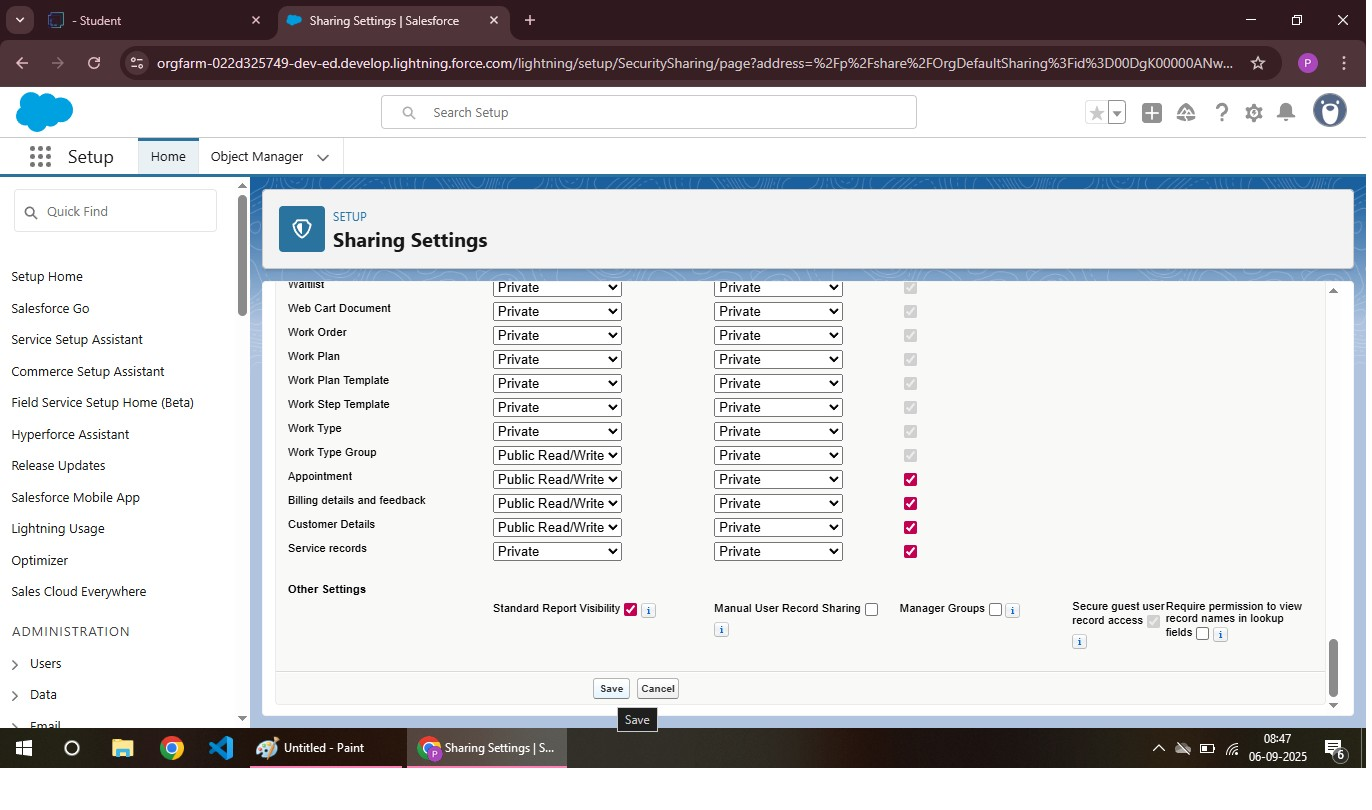 - Student
Sharing Settings | Salesforce
orgfarm-022d325749-dev-ed.develop.lightning.force.com/lightning/setup/SecuritySharing/page?address=%2Fp%2Fshare%2FOrgDefaultSharing%3Fid%3D00DgK00000ANw...
P
Search Setup
Setup
Home
Object Manager
Quick Find
Setup Home
Salesforce Go
Service Setup Assistant
Commerce Setup Assistant
Field Service Setup Home (Beta)
Hyperforce Assistant
Release Updates
Salesforce Mobile App
Lightning Usage
Optimizer
Sales Cloud Everywhere
ADMINISTRATION
Users
Data
Email
SETUP
Sharing Settings
Waitlist Private Private
Web Cart Document Private Private
Work Order Private Private
Work Plan Private Private
Work Plan Template Private Private
Work Step Template Private Private
Work Type Private Private
Work Type Group Public Read/Write Private
Appointment Public Read/Write Private
Billing details and feedback Public Read/Write Private
Customer Details Public Read/Write Private
Service records Private Private
Other Settings
Standard Report Visibility
Manual User Record Sharing
Manager Groups
Secure guest user
record access
Require permission to view
record names in lookup
fields
Save Cancel
Save
Untitled - Paint
P
Sharing Settings | S...
08:47
06-09-2025
6